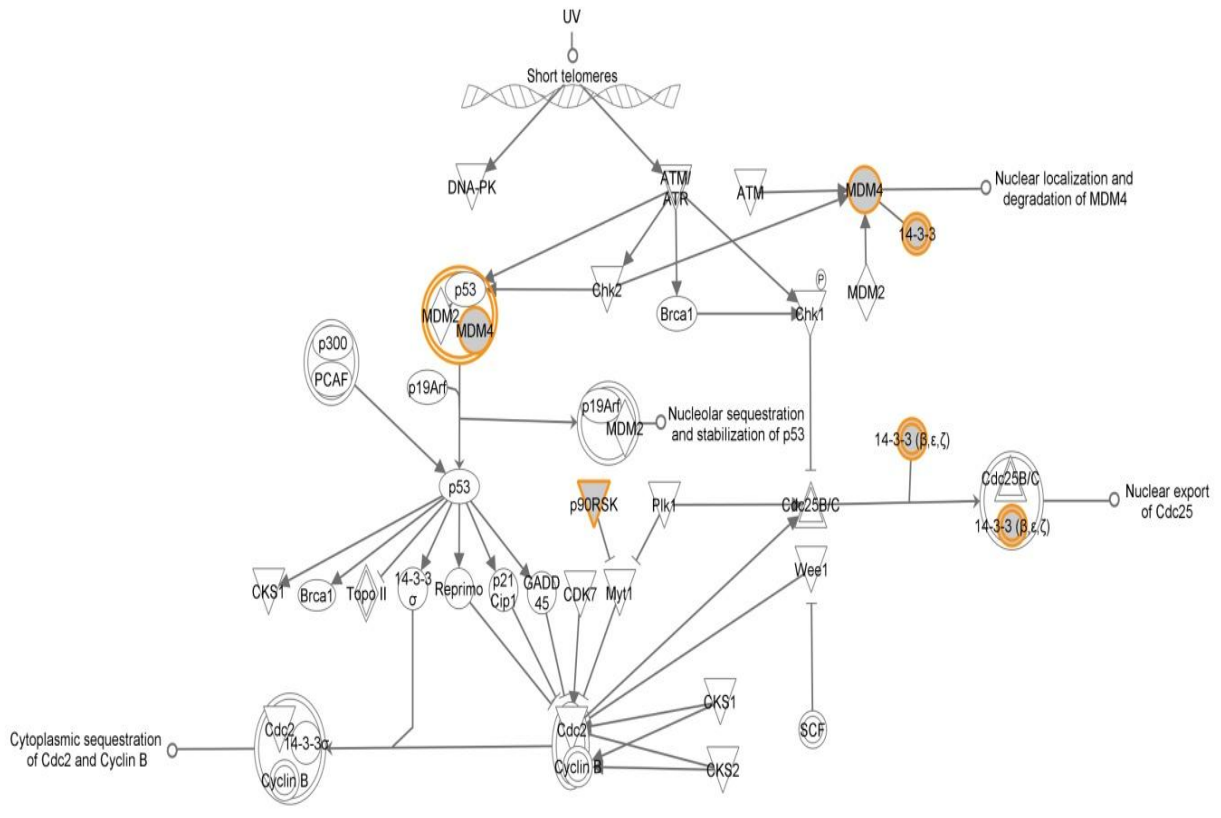 UV
Short telomeres
DNA-PK
ATM/
ATR
ATM
MDM4
Nuclear localization and
degradation of MDM4
14-3-3
p53
MDM2
MDM4
Chk2
Brca1
P
Chk1
MDM2
p300
PCAF
p19Arf
p19Arf
MDM2
Nucleolar sequestration
and stabilization of p53
14-3-3 (β,ε,ζ)
p53
p90RSK
Plk1
Cdc25B/C
Cdc25B/C
14-3-3 (β,ε,ζ)
Nuclear export
of Cdc25
CKS1
Brca1
Topo II
14-3-3
σ
Reprimo
p21
Cip1
GADD
45
CDK7
Myt1
Wee1
Cytoplasmic sequestration
of Cdc2 and Cyclin B
Cdc2
14-3-3σ
Cyclin B
Cdc2
Cyclin B
CKS1
CKS2
SCF